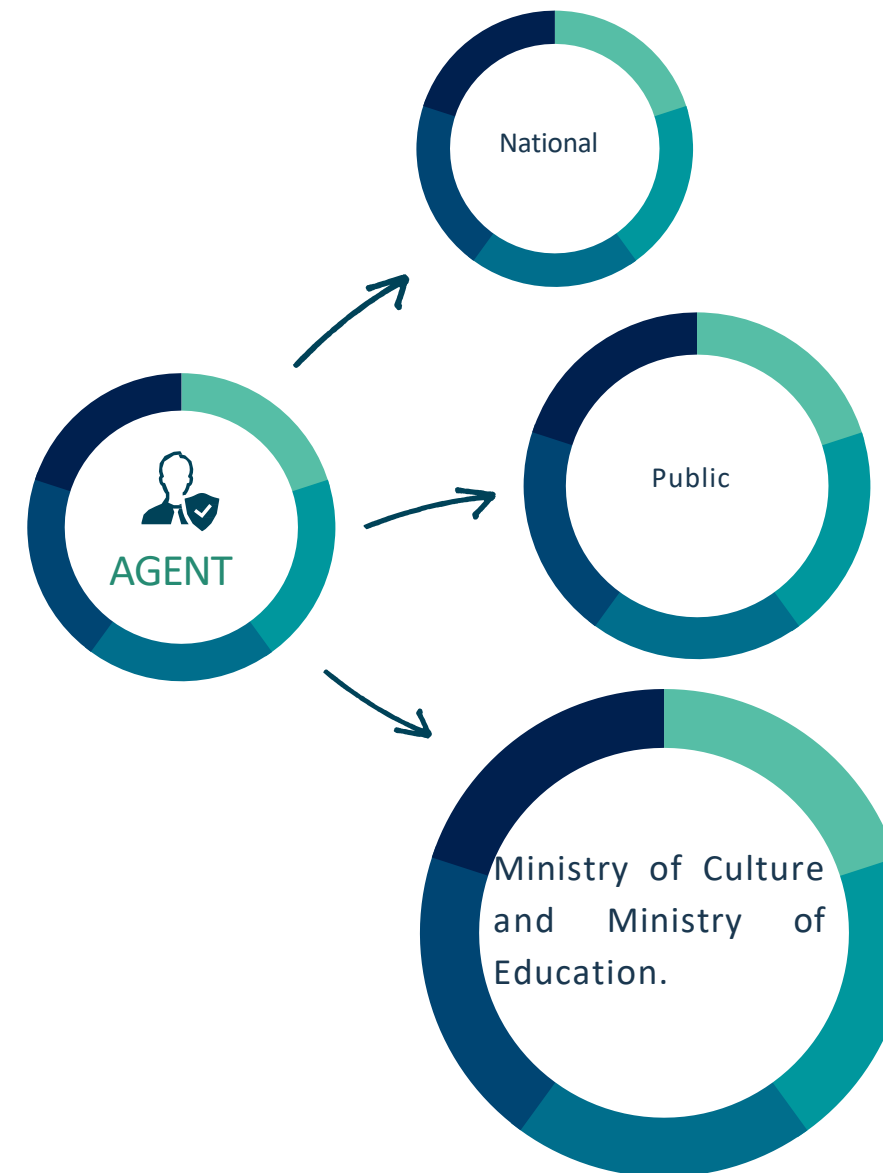 National
Public
AGENT
Ministry of Culture
and Ministry of
Education.